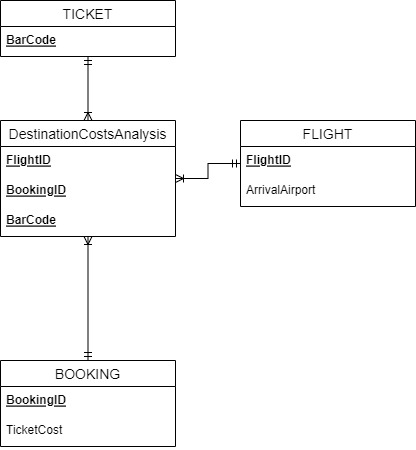 TICKET
BarCode
DestinationCostsAnalysis
FlightID
BookingID
BarCode
FLIGHT
FlightID
ArrivalAirport
BOOKING
BookingID
TicketCost